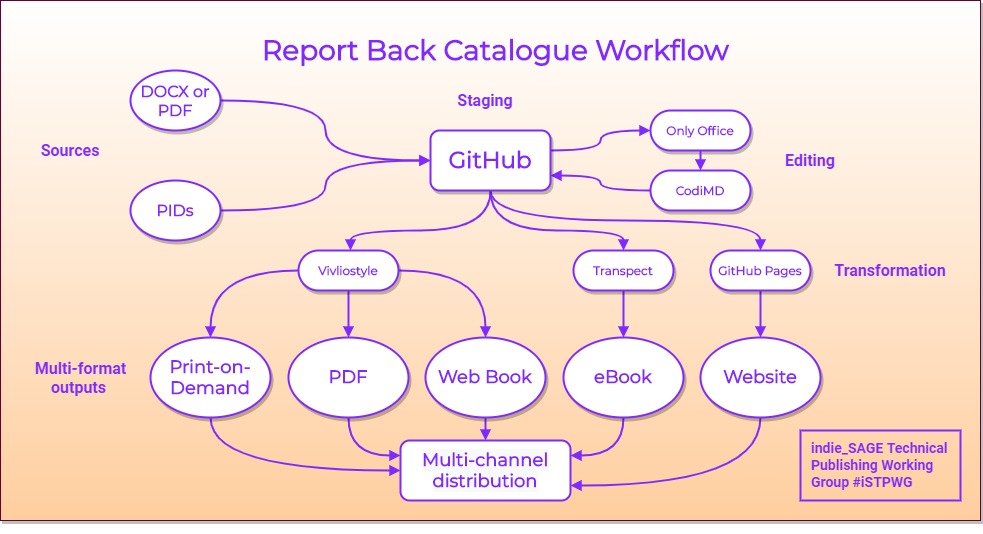 Report Back Catalogue Workflow
DOCX or
PDF
Staging
Only Office
Sources
GitHub
Editing
CodiMD
PIDs
Vivliostyle
Transpect
GitHub Pages
Transformation
Multi-format
outputs
Print-on-
Demand
PDF
Web Book
eBook
Website
Multi-channel
distribution
indie_SAGE Technical
Publishing Working
Group #iSTPWG